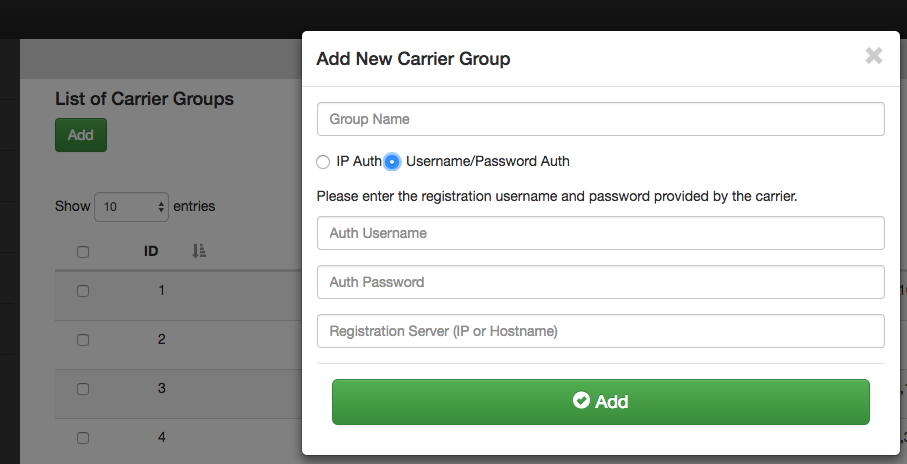 Add New Carrier Group
Group Name
IP Auth Username/Password Auth
Please enter the registration username and password provided by the carrier.
Auth Username
Auth Password
Registration Server (IP or Hostname)
Add
List of Carrier Groups
Add
Show 10 entries
ID
1
2
3
4